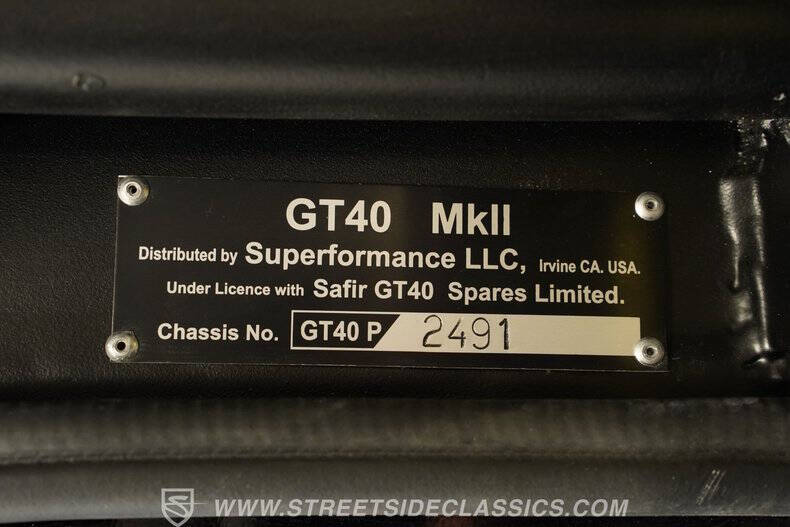 GT40 MkII
Distributed by Superformance LLC, Irvine CA. USA.
Under Licence with Safir GT40 Spares Limited.
Chassis No. GT40 P 2491
WWW.STREETSIDECLASSICS.COM